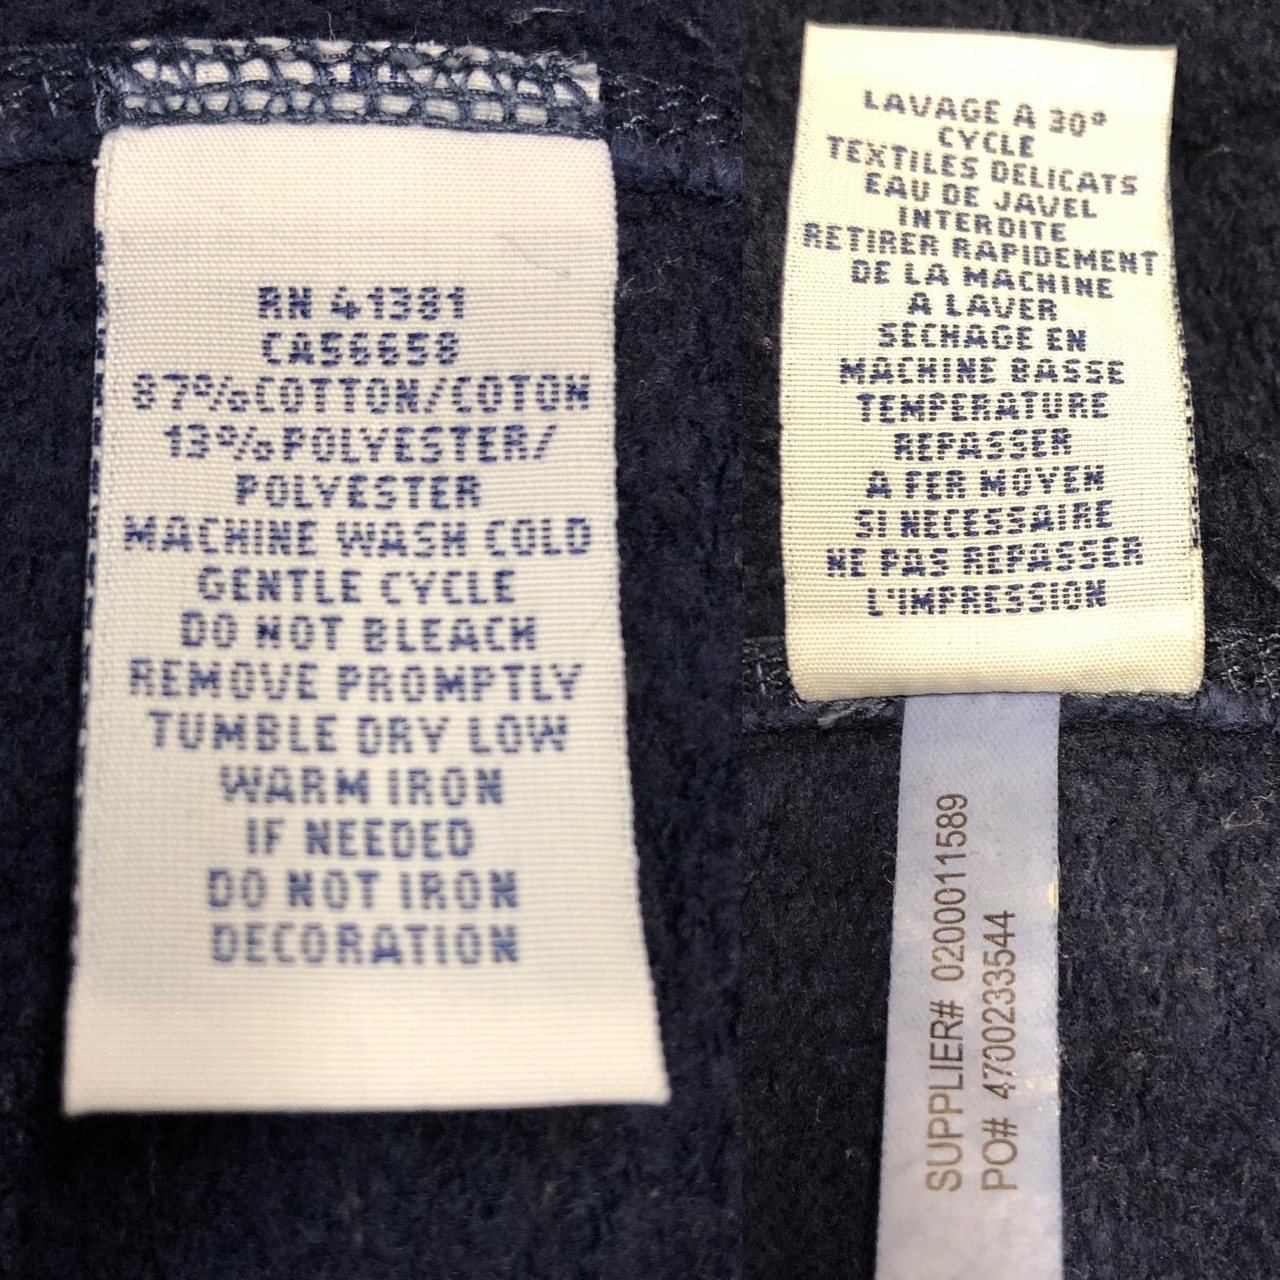 RN 41381
CA56658
87%COTTON/COTON
13%POLYESTER/
POLYESTER
MACHINE WASH COLD
GENTLE CYCLE
DO NOT BLEACH
REMOVE PROMPTLY
TUMBLE DRY LOW
WARM IRON
IF NEEDED
DO NOT IRON
DECORATION
LAVAGE A 30°
CYCLE
TEXTILES DELICATS
EAU DE JAVEL
INTERDITE
RETIRER RAPIDEMENT
DE LA MACHINE
A LAVER
SECHAGE EN
MACHINE BASSE
TEMPERATURE
REPASSER
A FER MOYEN
SI NECESSAIRE
NE PAS REPASSER
L'IMPRESSION
SUPPLIER# 0200011589
PO# 4700233544